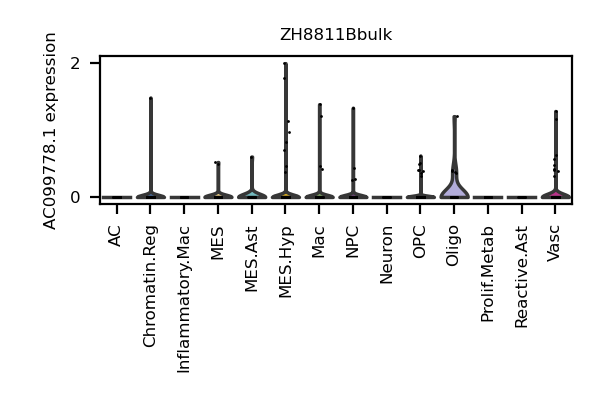 ZH8811Bbulk
AC099778.1 expression
2
0
AC
Chromatin.Reg
Inflammatory.Mac
MES
MES.Ast
MES.Hyp
Mac
NPC
Neuron
OPC
Oligo
Prolif.Metab
Reactive.Ast
Vasc